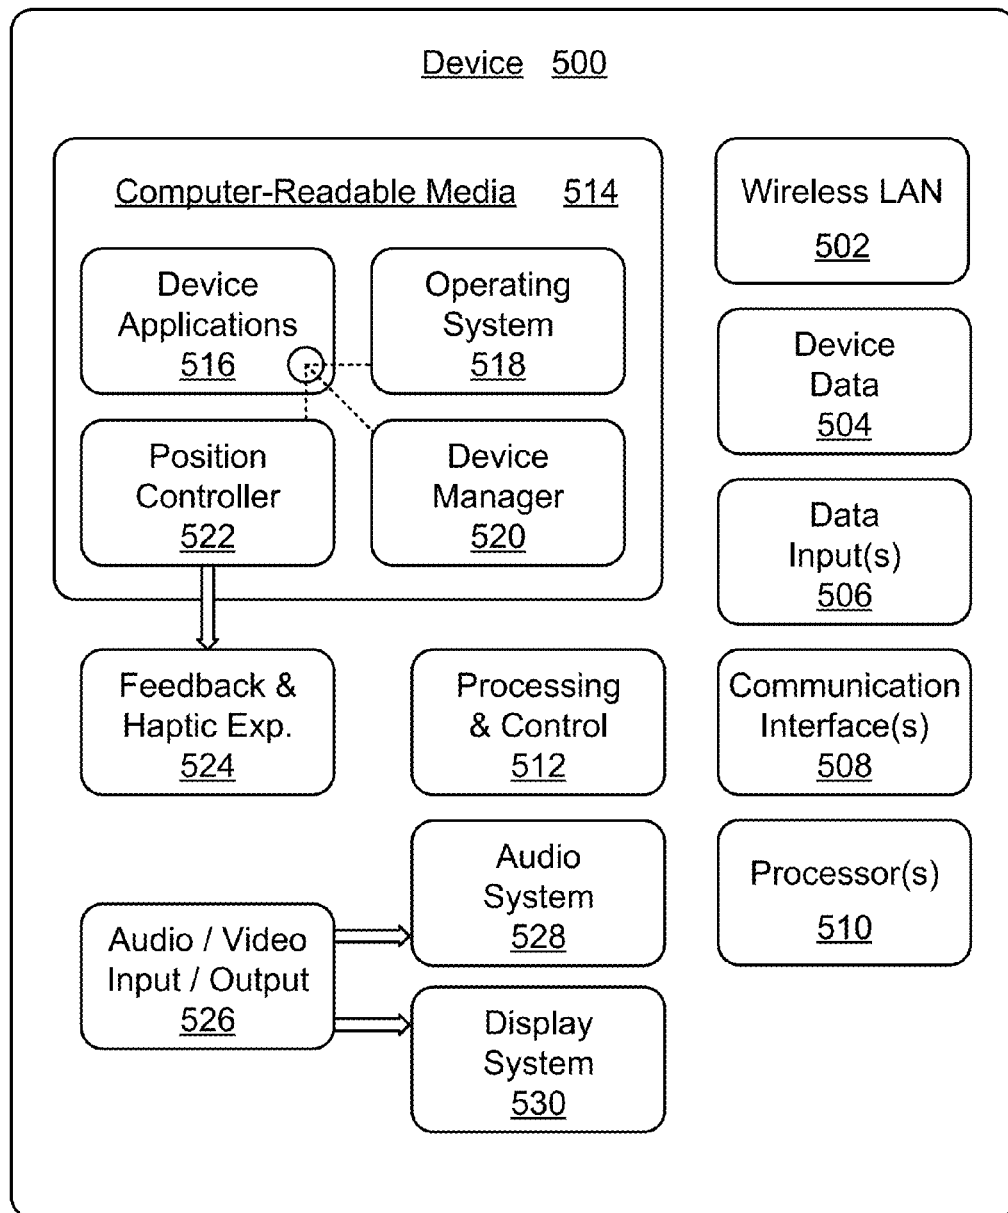 Device 500
Computer-Readable Media 514
Device
Applications
516
Operating
System
518
Position
Controller
522
Device
Manager
520
Wireless LAN
502
Device
Data
504
Data
Input(s)
506
Feedback &
Haptic Exp.
524
Processing
& Control
512
Communication
Interface(s)
508
Audio / Video
Input / Output
526
Audio
System
528
Display
System
530
Processor(s)
510